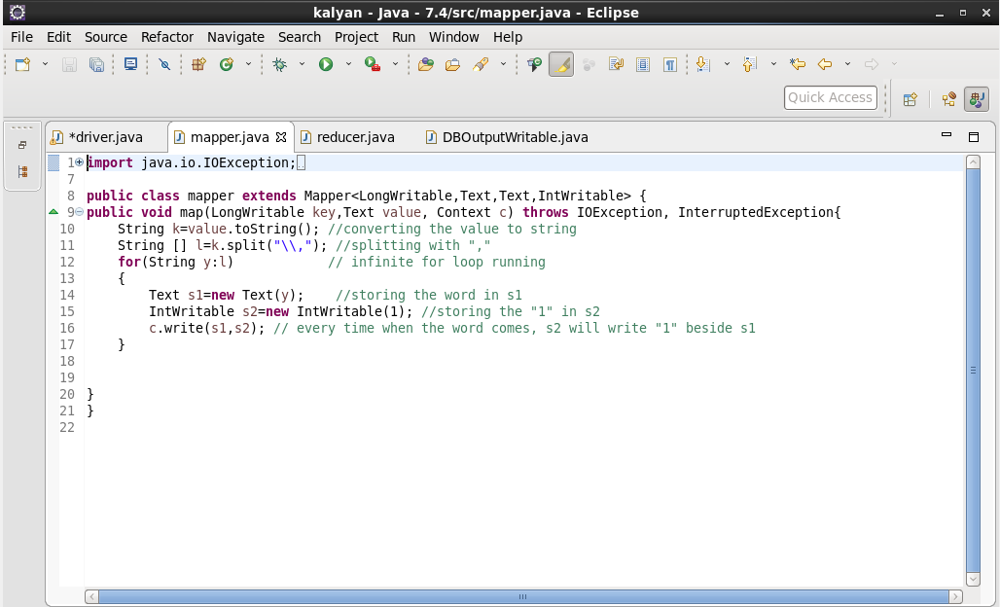 kalyan - Java - 7.4/src/mapper.java - Eclipse
File Edit Source Refactor Navigate Search Project Run Window Help
Quick Access
*driver.java mapper.java reducer.java DBOutputWritable.java
1 import java.io.IOException;
7
8 public class mapper extends Mapper<LongWritable,Text,Text,IntWritable> {
9 public void map(LongWritable key,Text value, Context c) throws IOException, InterruptedException{
10     String k=value.toString(); //converting the value to string
11     String [] l=k.split("\\,"); //splitting with ","
12     for(String y:l)            // infinite for loop running
13     {
14         Text s1=new Text(y);    //storing the word in s1
15         IntWritable s2=new IntWritable(1); //storing the "1" in s2
16         c.write(s1,s2); // every time when the word comes, s2 will write "1" beside s1
17     }
18
19
20 }
21 }
22